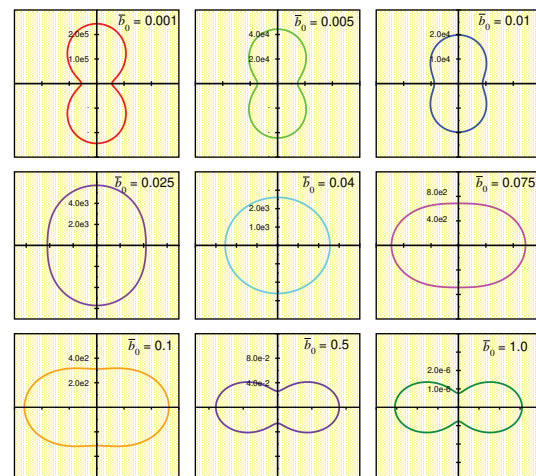 b̅₀ = 0.001
2.0e5
1.0e5
b̅₀ = 0.005
4.0e4
2.0e4
b̅₀ = 0.01
2.0e4
1.0e4
b̅₀ = 0.025
4.0e3
2.0e3
b̅₀ = 0.04
2.0e3
1.0e3
b̅₀ = 0.075
8.0e2
4.0e2
b̅₀ = 0.1
4.0e2
2.0e2
b̅₀ = 0.5
8.0e-2
4.0e-2
b̅₀ = 1.0
2.0e-6
1.0e-6